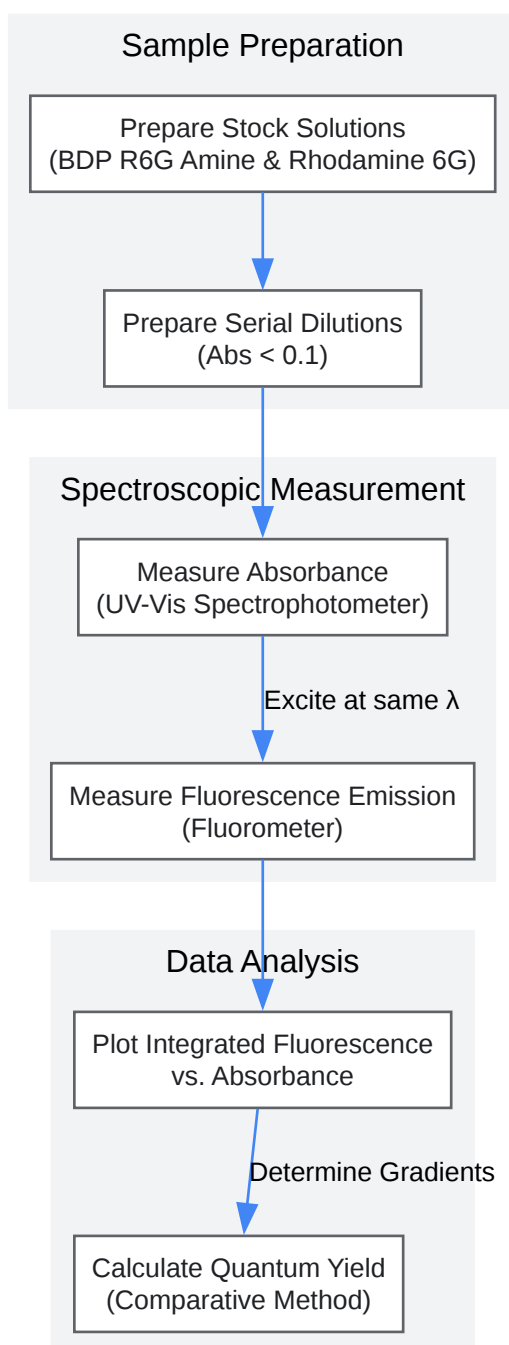 Sample Preparation
Prepare Stock Solutions
(BDP R6G Amine & Rhodamine 6G)
Prepare Serial Dilutions
(Abs < 0.1)
Spectroscopic Measurement
Measure Absorbance
(UV-Vis Spectrophotometer)
Excite at same λ
Measure Fluorescence Emission
(Fluorometer)
Data Analysis
Plot Integrated Fluorescence
vs. Absorbance
Determine Gradients
Calculate Quantum Yield
(Comparative Method)